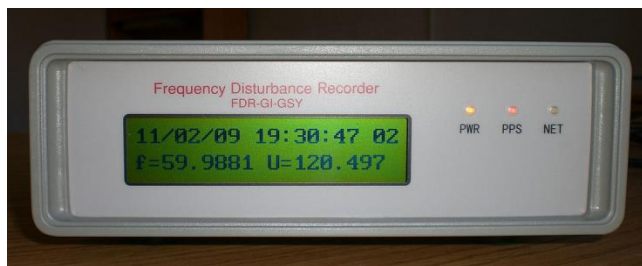 Frequency Disturbance Recorder
FDR-GI-GSY
11/02/09 19:30:47 02
f=59.9881 U=120.497
PWR PPS NET